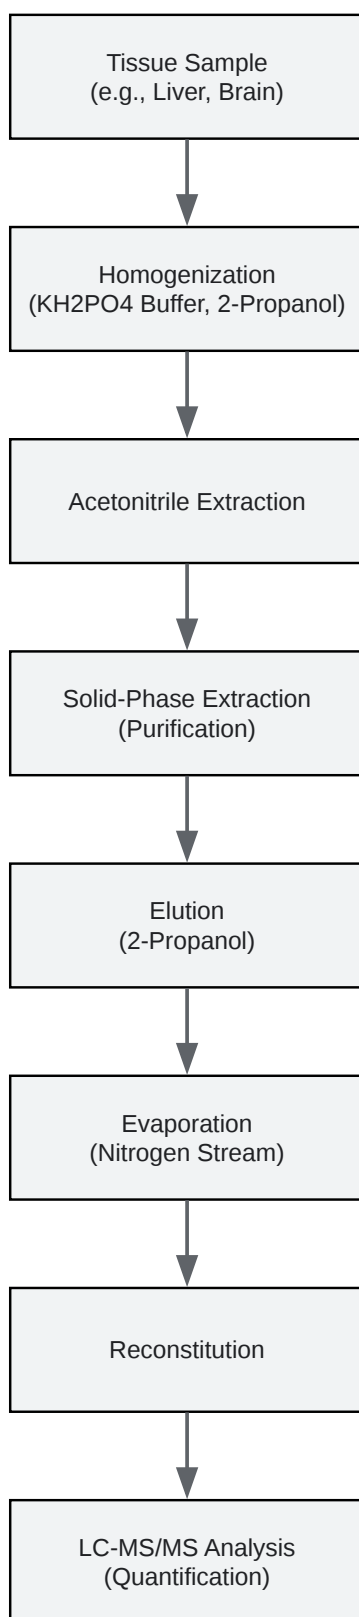 Tissue Sample
(e.g., Liver, Brain)
Homogenization
(KH2PO4 Buffer, 2-Propanol)
Acetonitrile Extraction
Solid-Phase Extraction
(Purification)
Elution
(2-Propanol)
Evaporation
(Nitrogen Stream)
Reconstitution
LC-MS/MS Analysis
(Quantification)